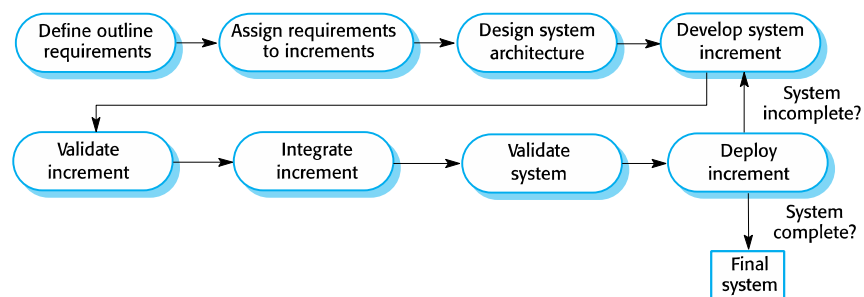 Define outline
requirements
Assign requirements
to increments
Design system
architecture
Develop system
increment
System
incomplete?
Validate
increment
Integrate
increment
Validate
system
Deploy
increment
System
complete?
Final
system